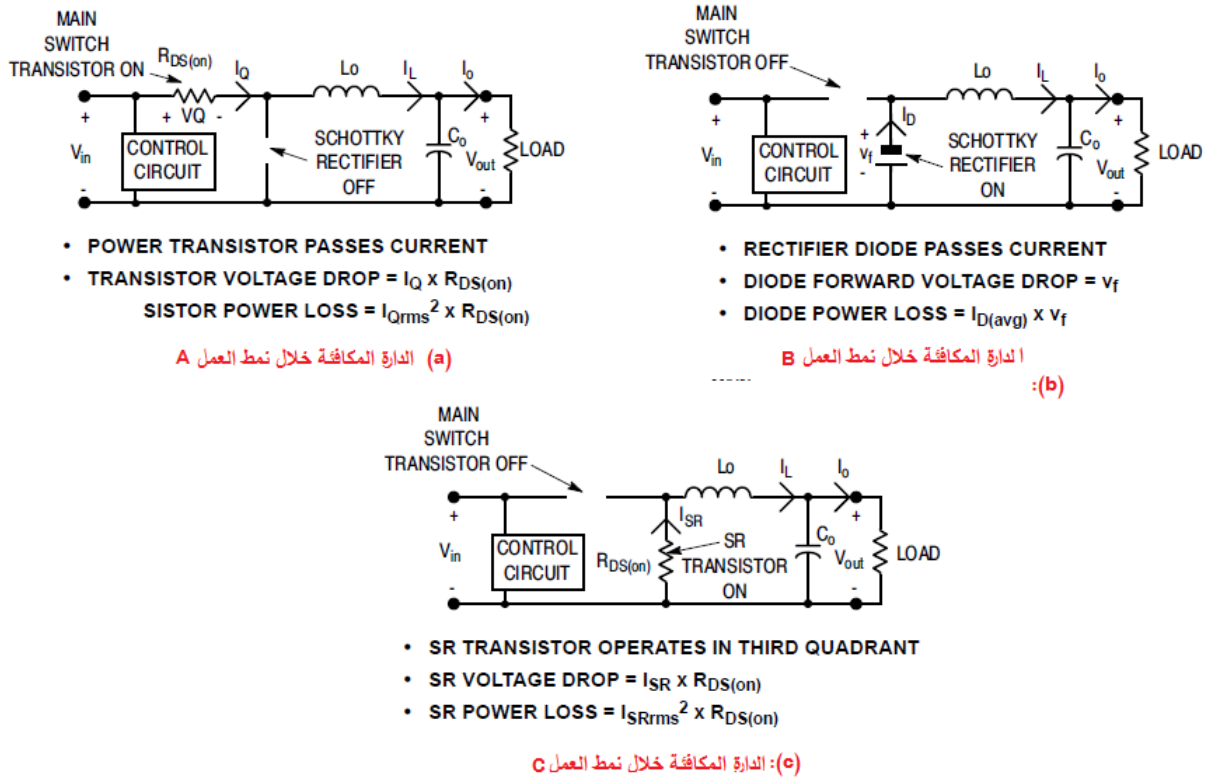 MAIN
SWITCH
TRANSISTOR ON
RDS(on)
IQ
Lo
IL
Io
+
+ VQ -
+
Vin
CONTROL
CIRCUIT
SCHOTTKY
RECTIFIER
OFF
Co
Vout
LOAD
-
-
• POWER TRANSISTOR PASSES CURRENT
• TRANSISTOR VOLTAGE DROP = IQ x RDS(on)
SISTOR POWER LOSS = IQrms² x RDS(on)
(a) الدارة المكافئة خلال نمط العمل A
MAIN
SWITCH
TRANSISTOR OFF
Lo
IL
Io
+
ID
+
Vin
CONTROL
CIRCUIT
+
vf
-
SCHOTTKY
RECTIFIER
ON
Co
Vout
LOAD
-
-
• RECTIFIER DIODE PASSES CURRENT
• DIODE FORWARD VOLTAGE DROP = vf
• DIODE POWER LOSS = ID(avg) x vf
ا لدارة المكافئة خلال نمط العمل B
:(b)
MAIN
SWITCH
TRANSISTOR OFF
Lo
IL
Io
+
ISR
+
Vin
CONTROL
CIRCUIT
RDS(on)
SR
TRANSISTOR
ON
Co
Vout
LOAD
-
-
• SR TRANSISTOR OPERATES IN THIRD QUADRANT
• SR VOLTAGE DROP = ISR x RDS(on)
• SR POWER LOSS = ISRrms² x RDS(on)
(c): الدارة المكافئة خلال نمط العمل C